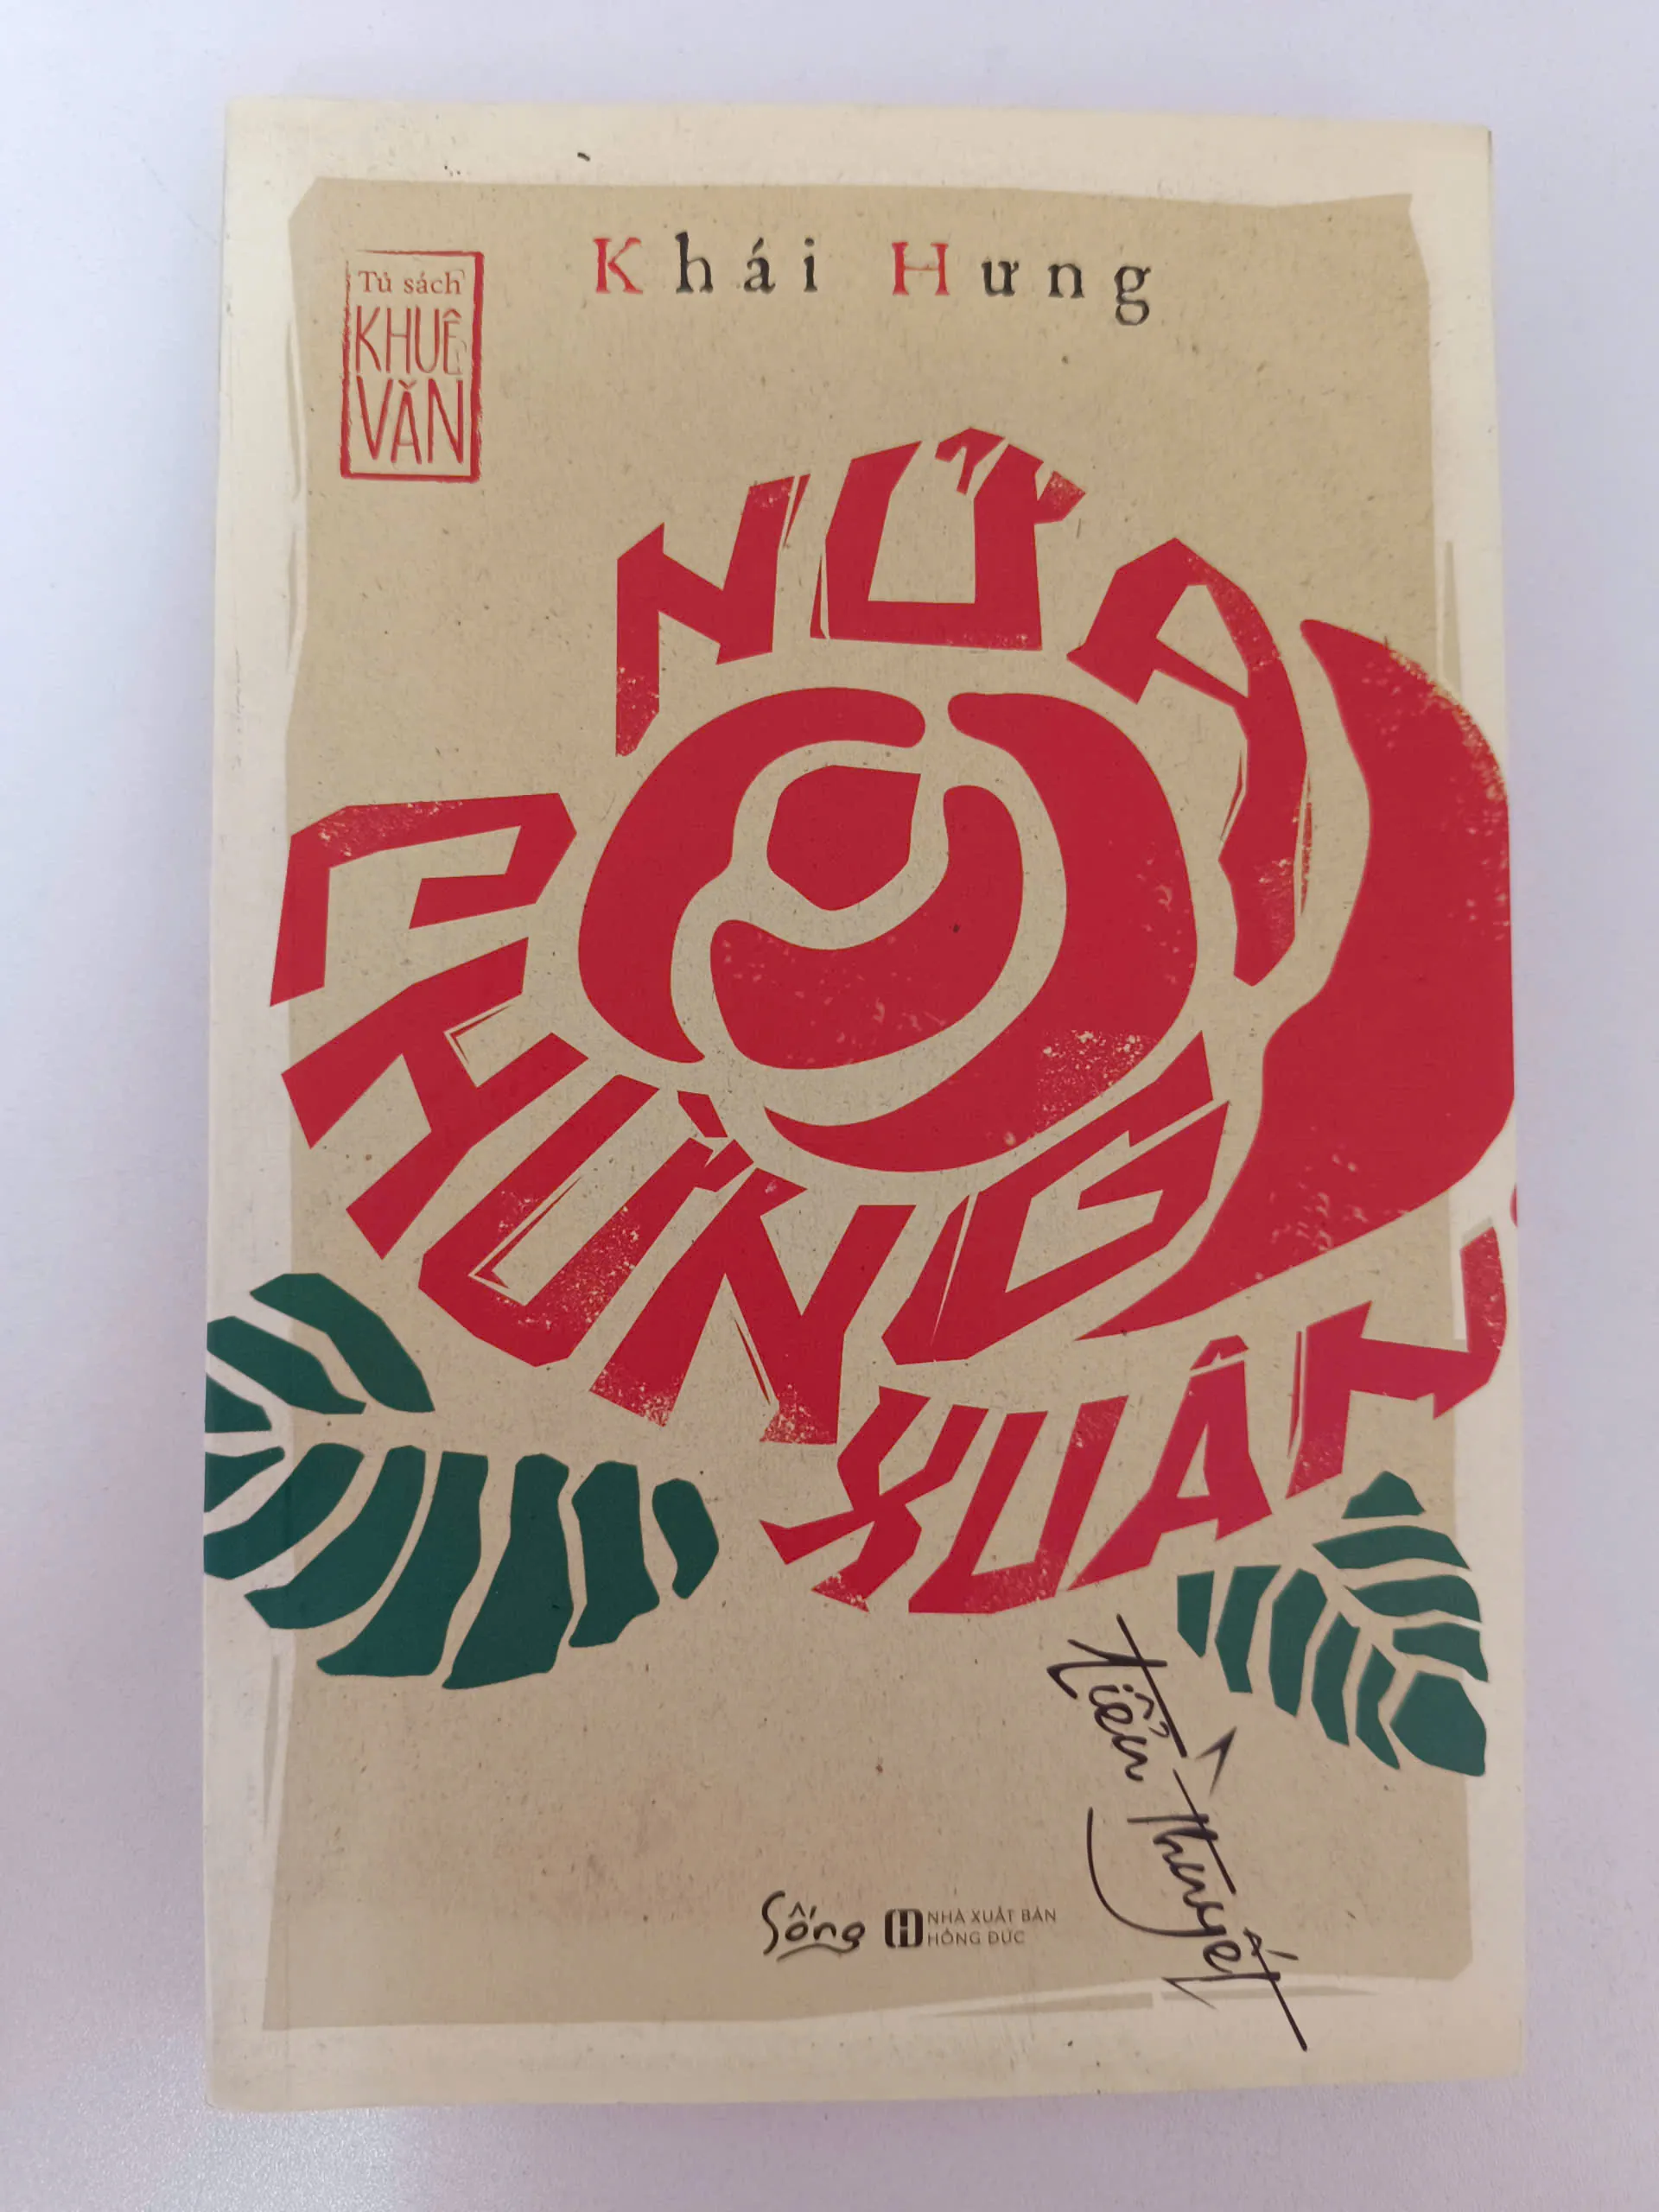 Khái Hưng
Tủ sách
KHUÊ
VĂN
NỬA
CHỪNG
XUÂN
Tiểu Thuyết
Sống
NHÀ XUẤT BẢN
HỒNG ĐỨC